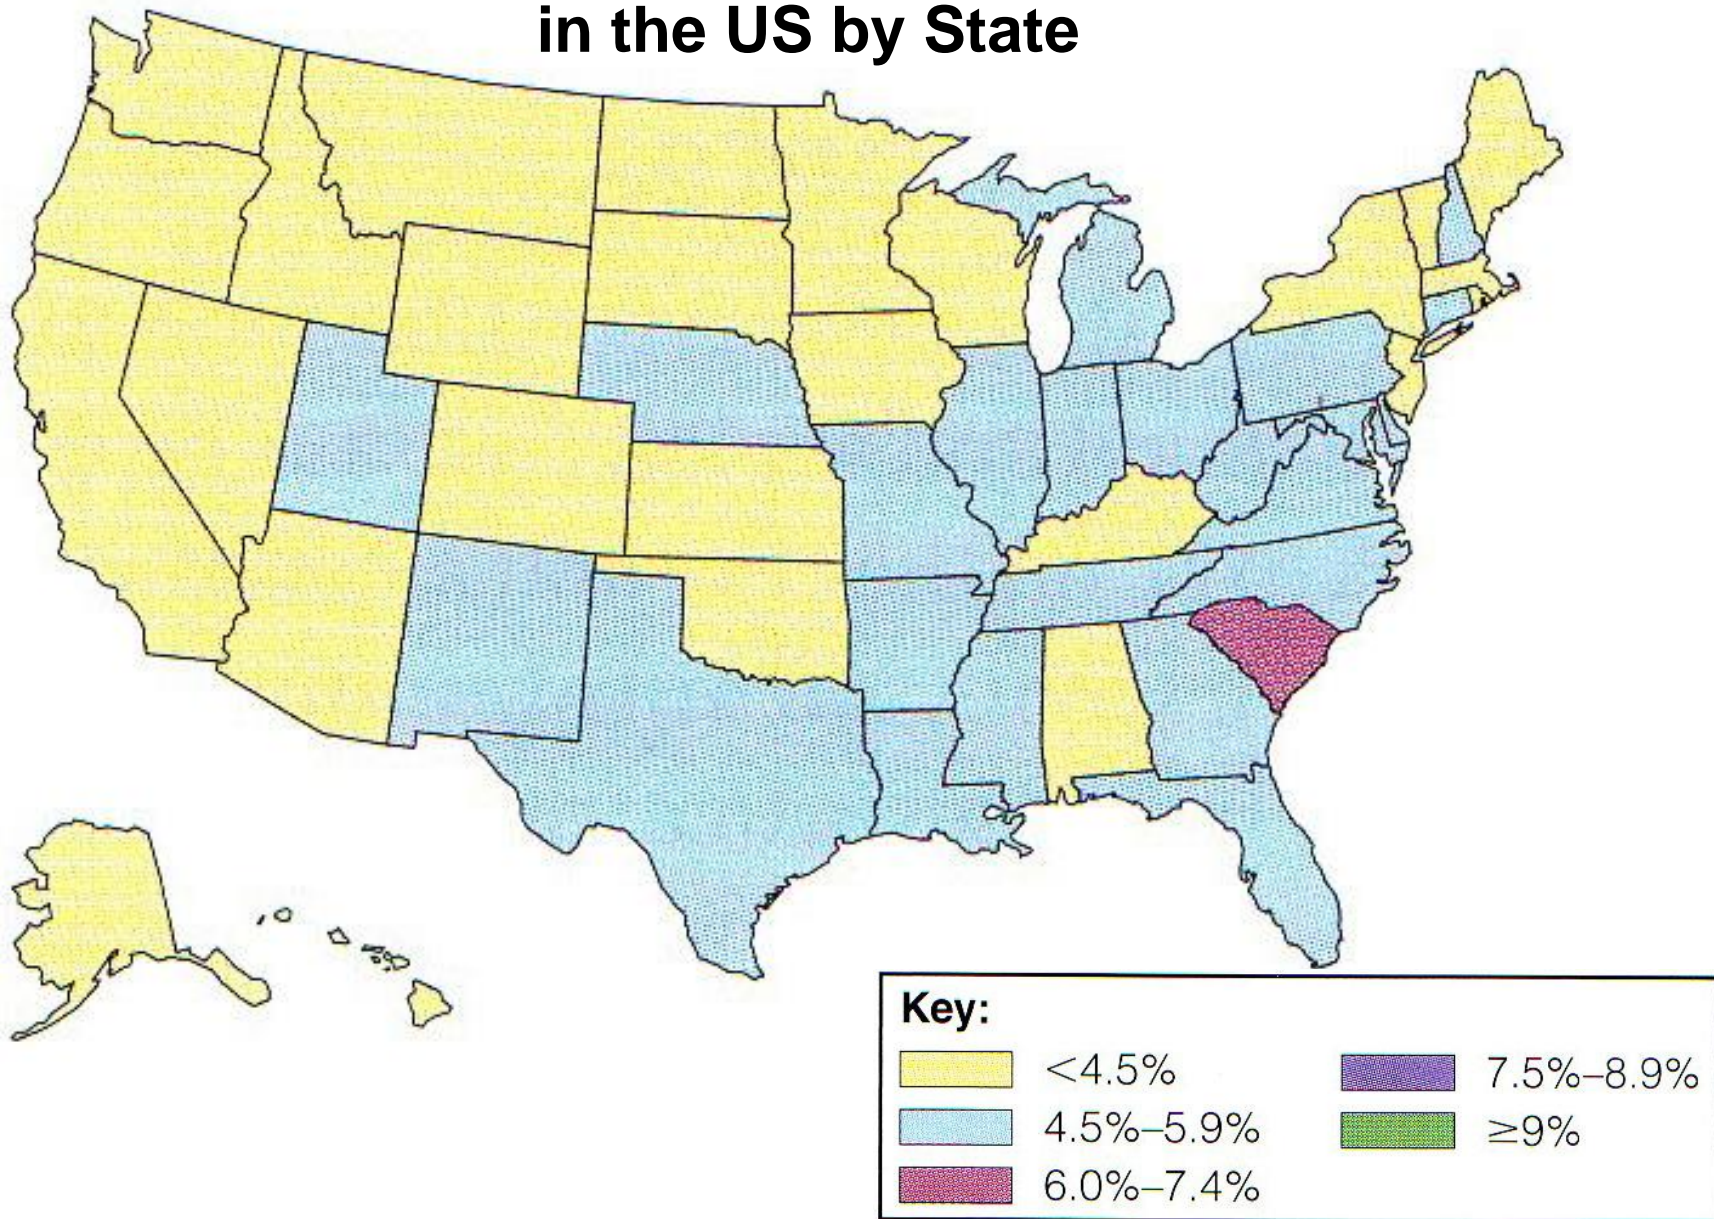 in the US by State
Key:
<4.5%
4.5%–5.9%
6.0%–7.4%
7.5%–8.9%
≥9%